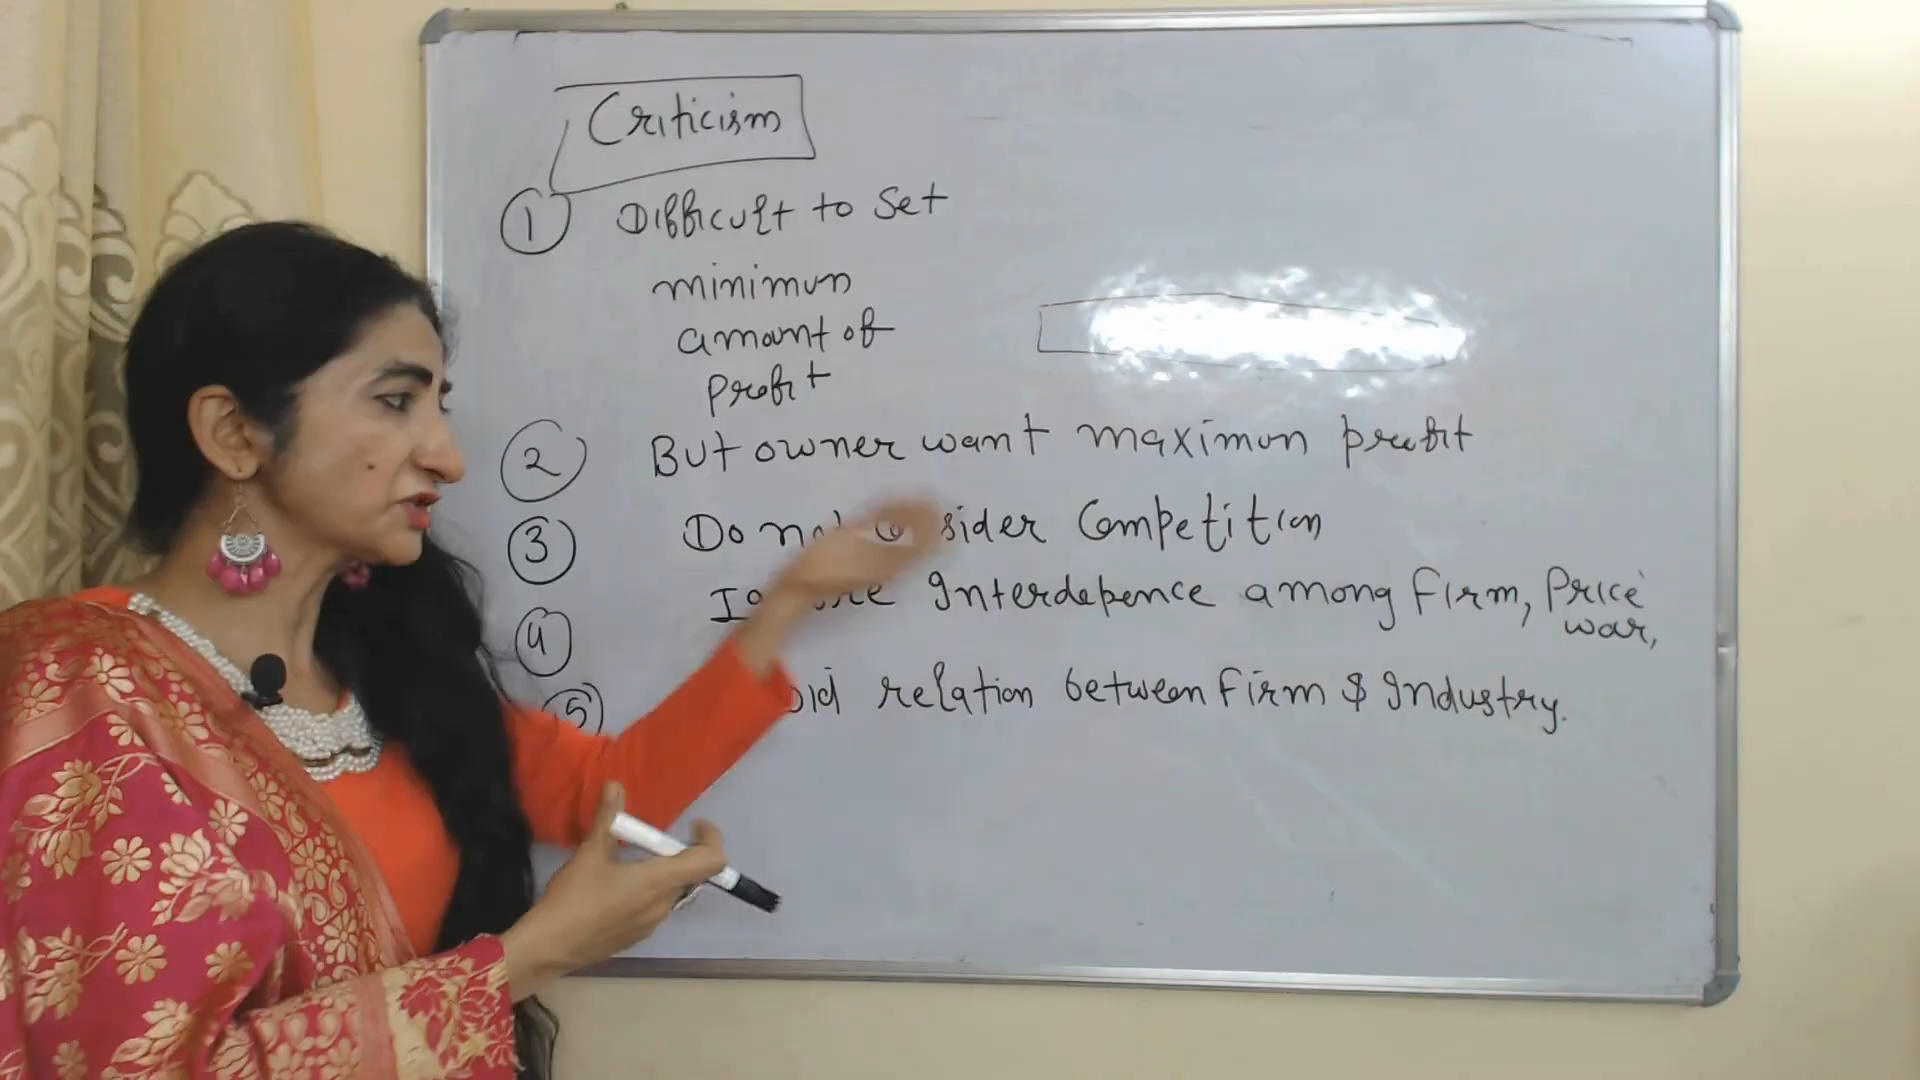 Criticism
1 Difficult to Set
minimum
amount of
Profit
2 But owner want maximum profit
3 Do sider Competition
4 Interdepence among firm, Price
war,
5 relation between firm & Industry.